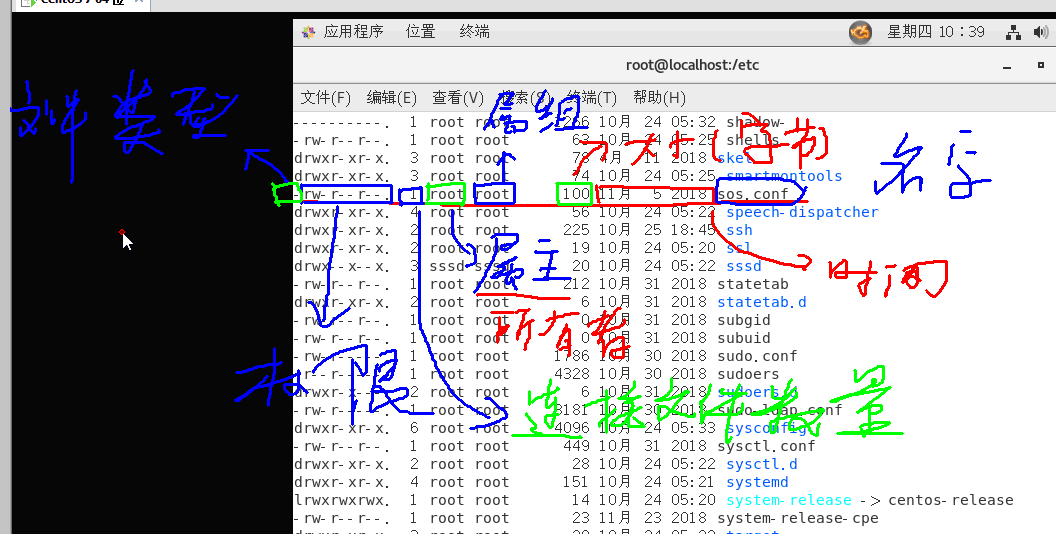 CentOS 7 64 位
应用程序 位置 终端 星期四 10：39
root@localhost:/etc
文件(F) 编辑(E) 查看(V) 搜索(S) 终端(T) 帮助(H)
----------. 1 root root 266 10月 24 05:32 shadow-
-rw-r--r--. 1 root root 63 10月 24 05:25 shells
drwxr-xr-x. 3 root root 78 4月 11 2018 skel
drwxr-xr-x. 3 root root 74 10月 24 05:25 smartmontools
-rw-r--r--. 1 root root 100 11月 5 2018 sos.conf
drwxr-xr-x. 4 root root 56 10月 24 05:22 speech-dispatcher
drwxr-xr-x. 2 root root 225 10月 25 18:45 ssh
drwxr-xr-x. 2 root root 19 10月 24 05:20 ssl
drwx--x--x. 3 sssd sssd 20 10月 24 05:22 sssd
-rw-r--r--. 1 root root 212 10月 31 2018 statetab
drwxr-xr-x. 2 root root 6 10月 31 2018 statetab.d
-rw-r--r--. 1 root 0 10月 31 2018 subgid
-rw-r--r--. 1 root 0 10月 31 2018 subuid
-rw-r-----. 1 root root 1786 10月 30 2018 sudo.conf
-r--r-----. 1 root root 4328 10月 30 2018 sudoers
drwxr-x---. 2 root root 6 10月 31 2018 sudoers.d
-rw-r-----. 1 root root 3181 10月 30 2018 sudo-ldap.conf
drwxr-xr-x. 6 root root 4096 10月 24 05:33 sysconfig
-rw-r--r--. 1 root root 449 10月 31 2018 sysctl.conf
drwxr-xr-x. 2 root root 28 10月 24 05:22 sysctl.d
drwxr-xr-x. 4 root root 151 10月 24 05:21 systemd
lrwxrwxrwx. 1 root root 14 10月 24 05:20 system-release -> centos-release
-rw-r--r--. 1 root root 23 11月 23 2018 system-release-cpe
target
文件类型
属组
大小(字节
名字
属主
所有者
时间
权限
连接文件数量